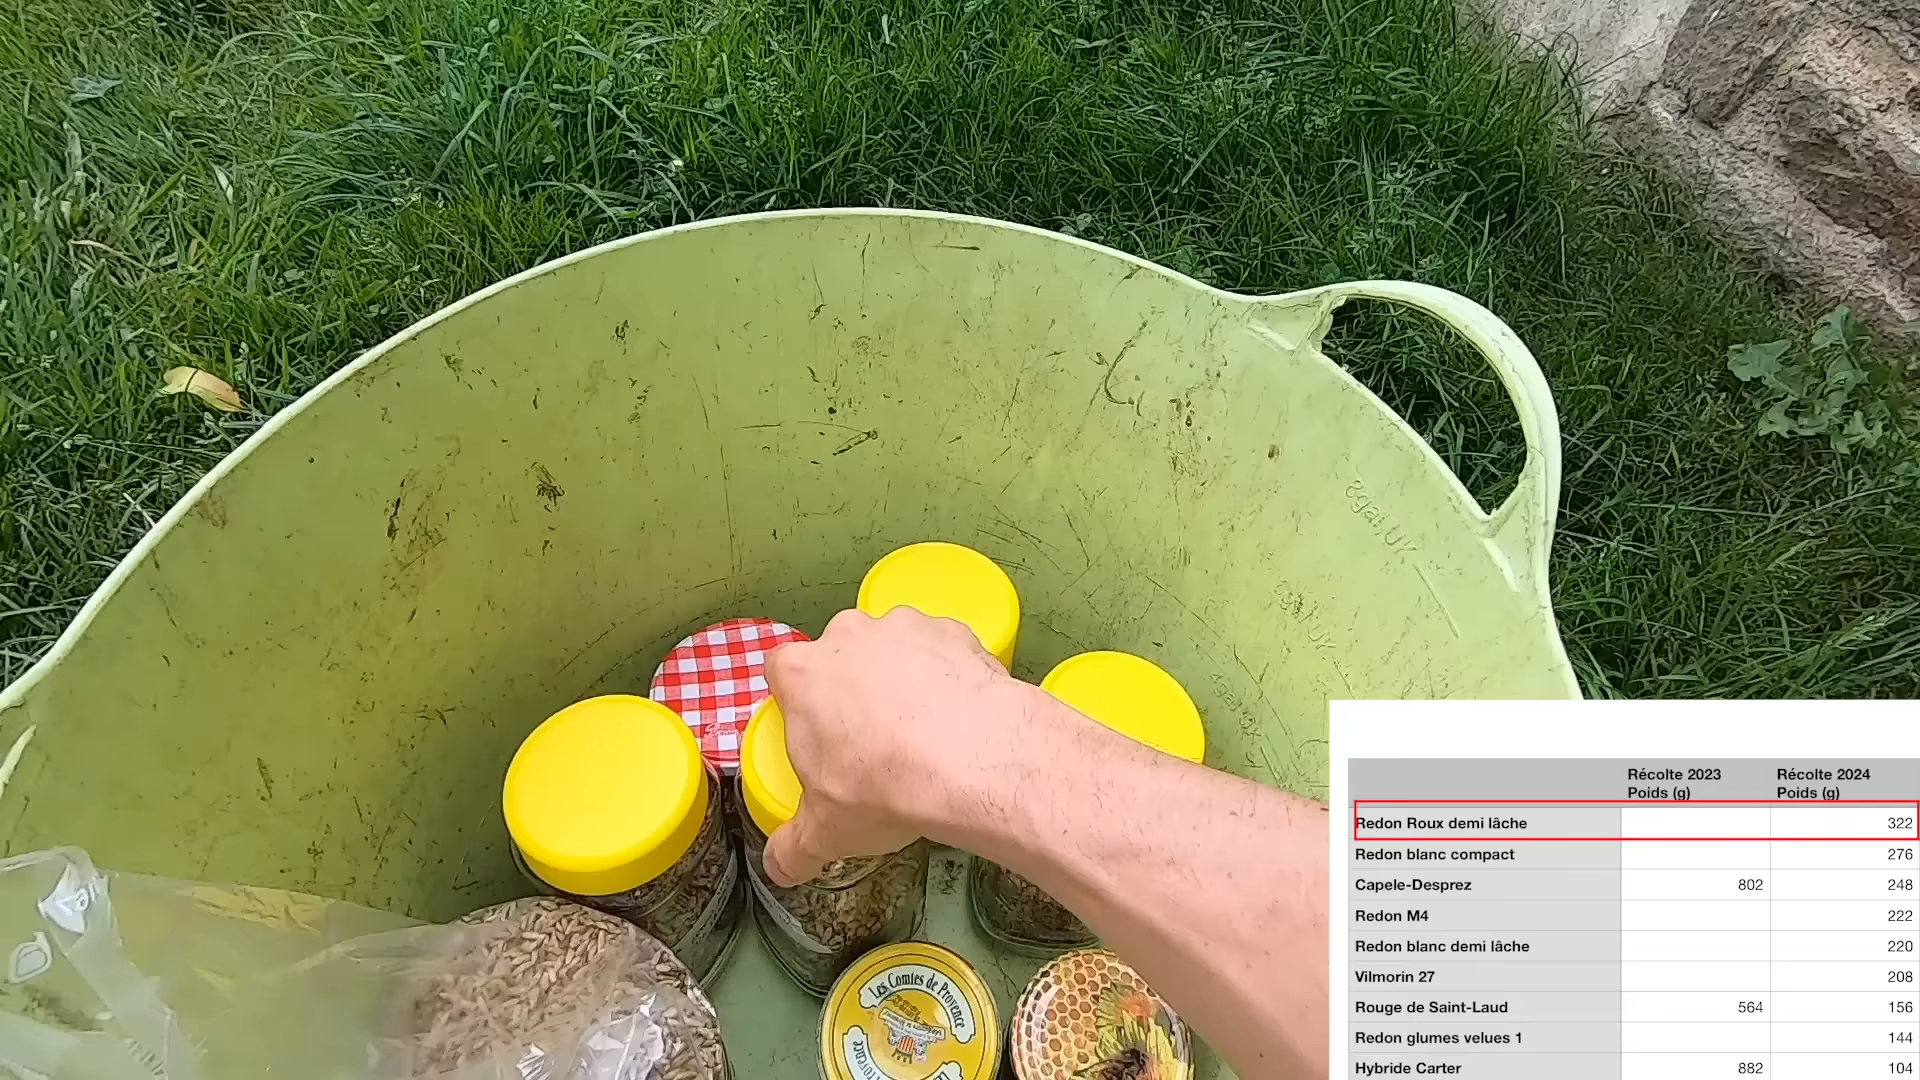 8gal UK
Les Comtes de Provence
Récolte 2023 Récolte 2024
Poids (g) Poids (g)
Redon Roux demi lâche 322
Redon blanc compact 276
Capele-Desprez 802 248
Redon M4 222
Redon blanc demi lâche 220
Vilmorin 27 208
Rouge de Saint-Laud 564 156
Redon glumes velues 1 144
Hybride Carter 882 104